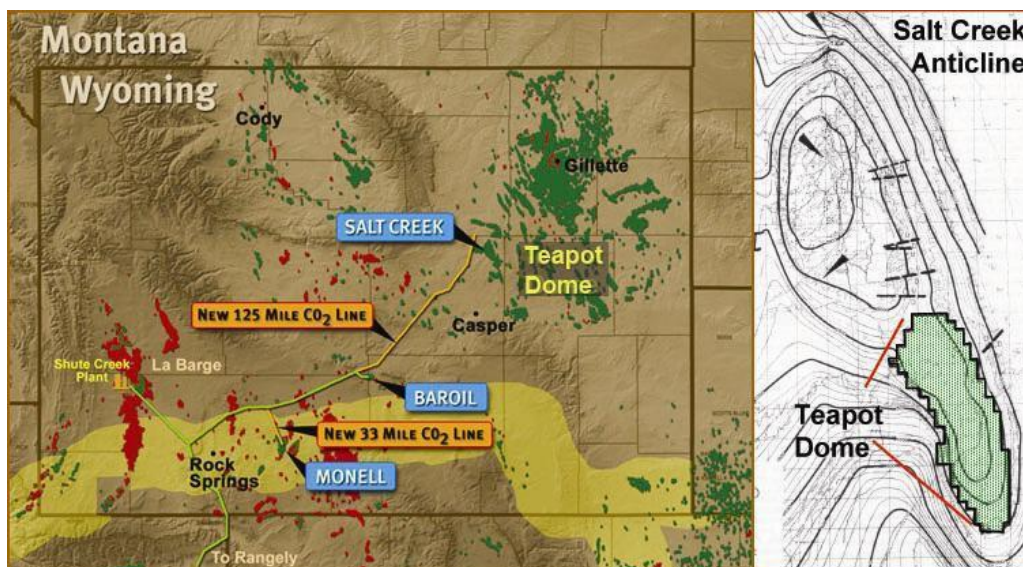 Montana
Wyoming
Cody
Gillette
SALT CREEK
Teapot
Dome
NEW 125 MILE CO₂ LINE
Casper
Shute Creek
Plant
La Barge
BAROIL
NEW 33 MILE CO₂ LINE
Rock
Springs
MONELL
To Rangely
Salt Creek
Anticline
Teapot
Dome